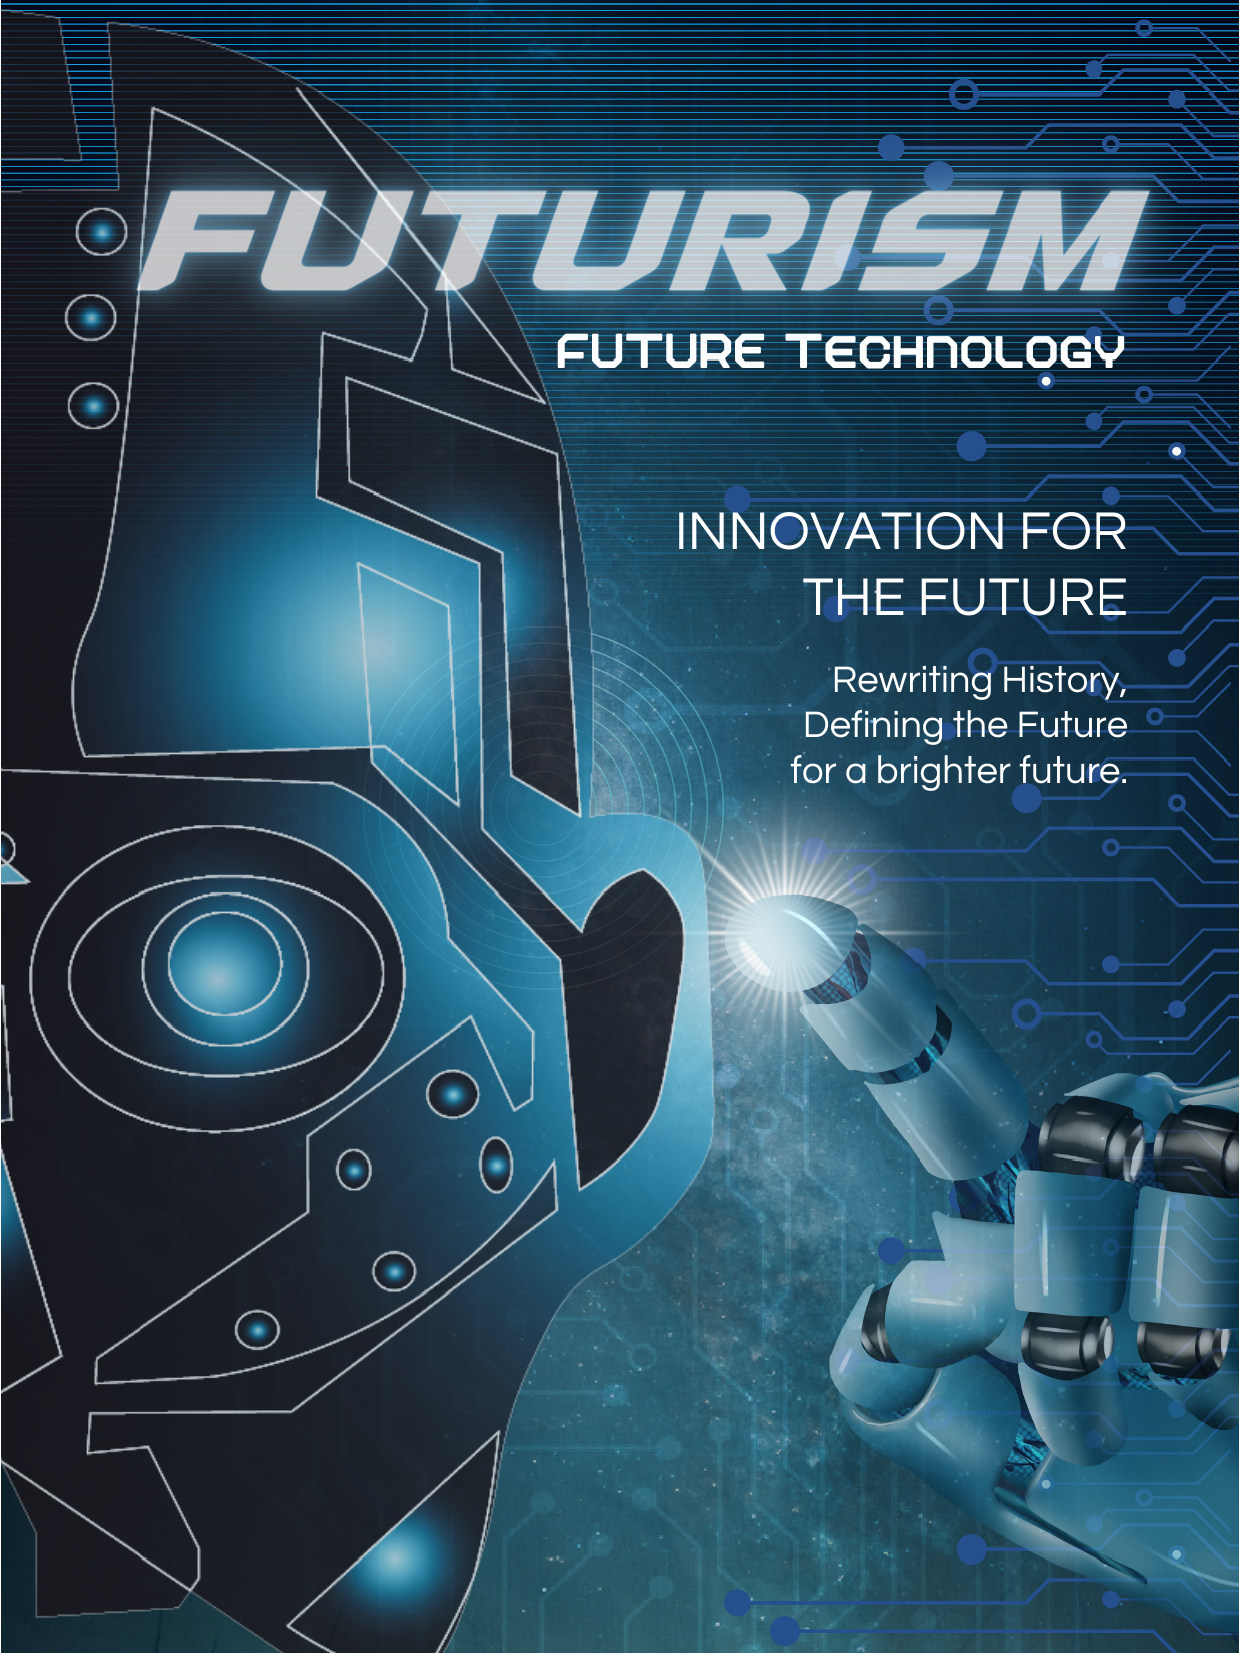 FUTURISM
FUTURE TECHNOLOGY
INNOVATION FOR
THE FUTURE
Rewriting History,
Defining the Future
for a brighter future.